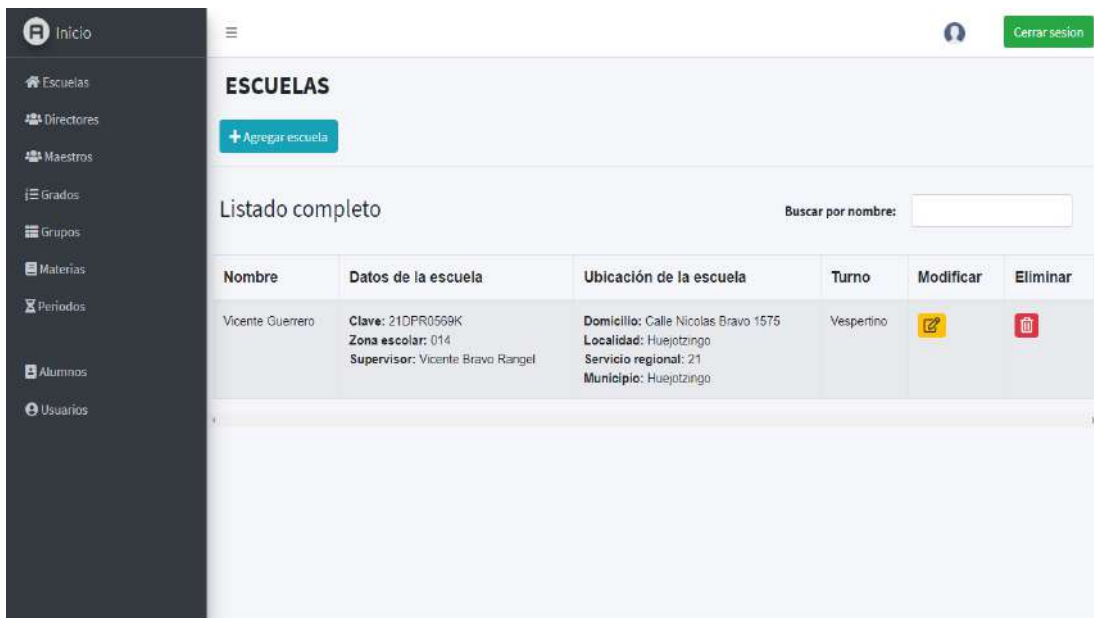 A Inicio
Cerrar sesion
Escuelas
Directores
Maestros
Grados
Grupos
Materias
Periodos
Alumnos
Usuarios
ESCUELAS
+ Agregar escuela
Listado completo
Buscar por nombre:
Nombre Datos de la escuela Ubicación de la escuela Turno Modificar Eliminar
Vicente Guerrero Clave: 21DPR0569K Domicilio: Calle Nicolas Bravo 1575 Vespertino
Zona escolar: 014 Localidad: Huejotzingo
Supervisor: Vicente Bravo Rangel Servicio regional: 21
Municipio: Huejotzingo